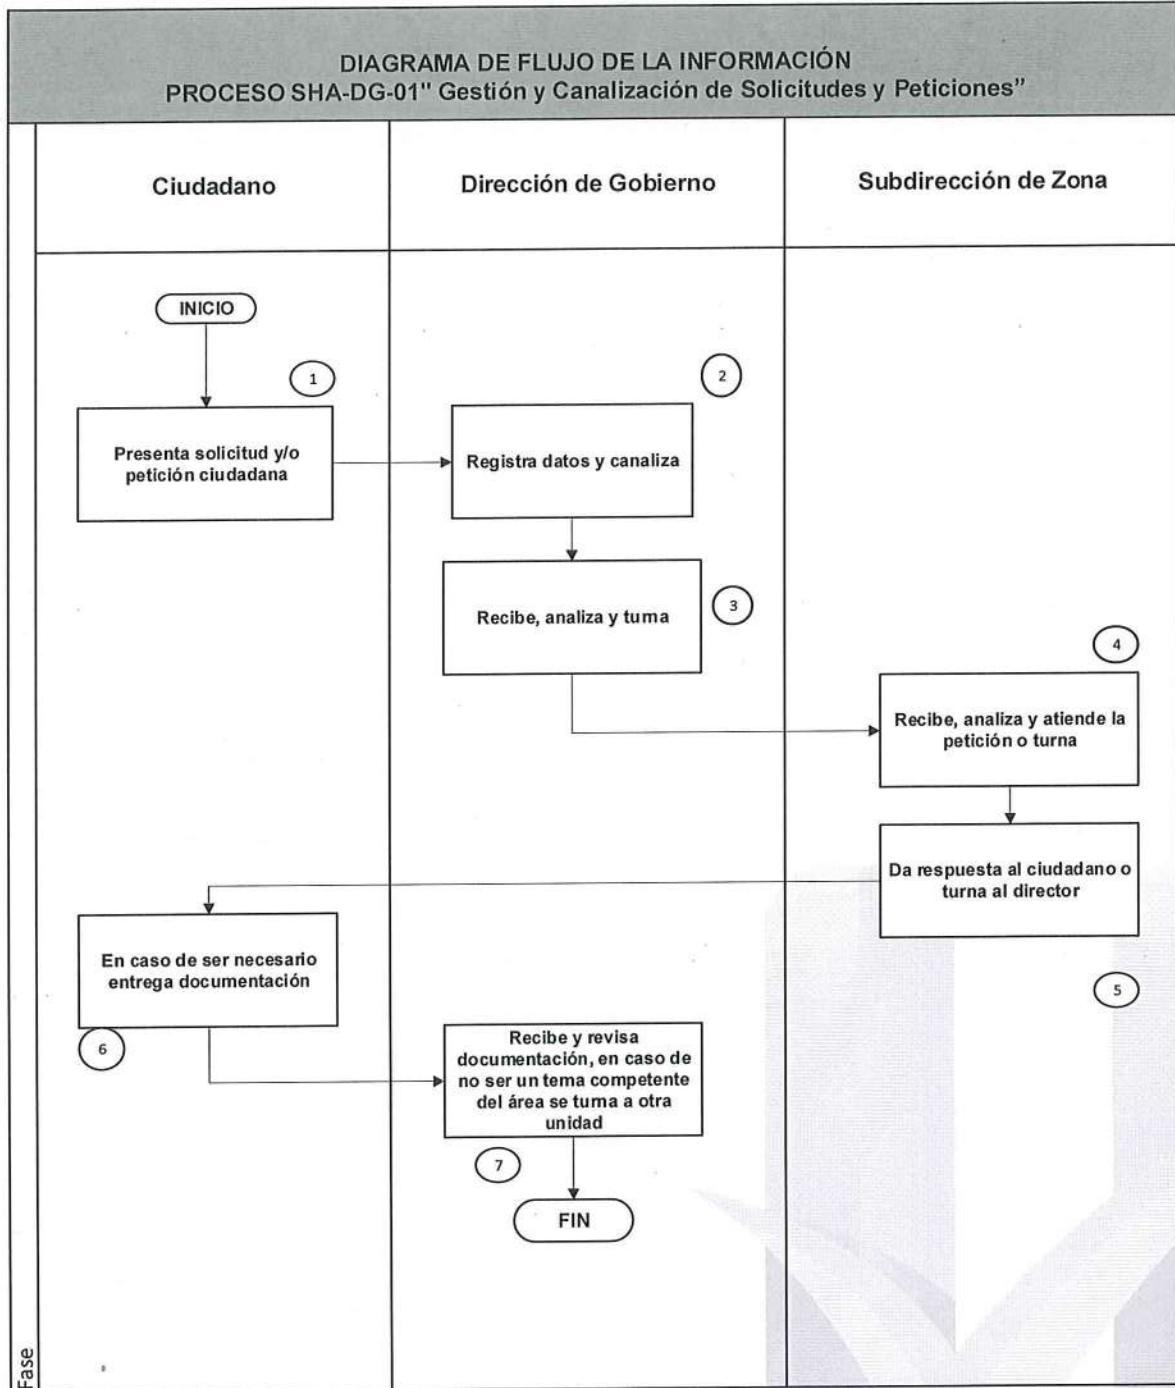 DIAGRAMA DE FLUJO DE LA INFORMACIÓN
PROCESO SHA-DG-01" Gestión y Canalización de Solicitudes y Peticiones”
Ciudadano
Dirección de Gobierno
Subdirección de Zona
INICIO
1
Presenta solicitud y/o
petición ciudadana
2
Registra datos y canaliza
Recibe, analiza y turna
3
4
Recibe, analiza y atiende la
petición o turna
Da respuesta al ciudadano o
turna al director
5
En caso de ser necesario
entrega documentación
6
Recibe y revisa
documentación, en caso de
no ser un tema competente
del área se turna a otra
unidad
7
FIN
Fase